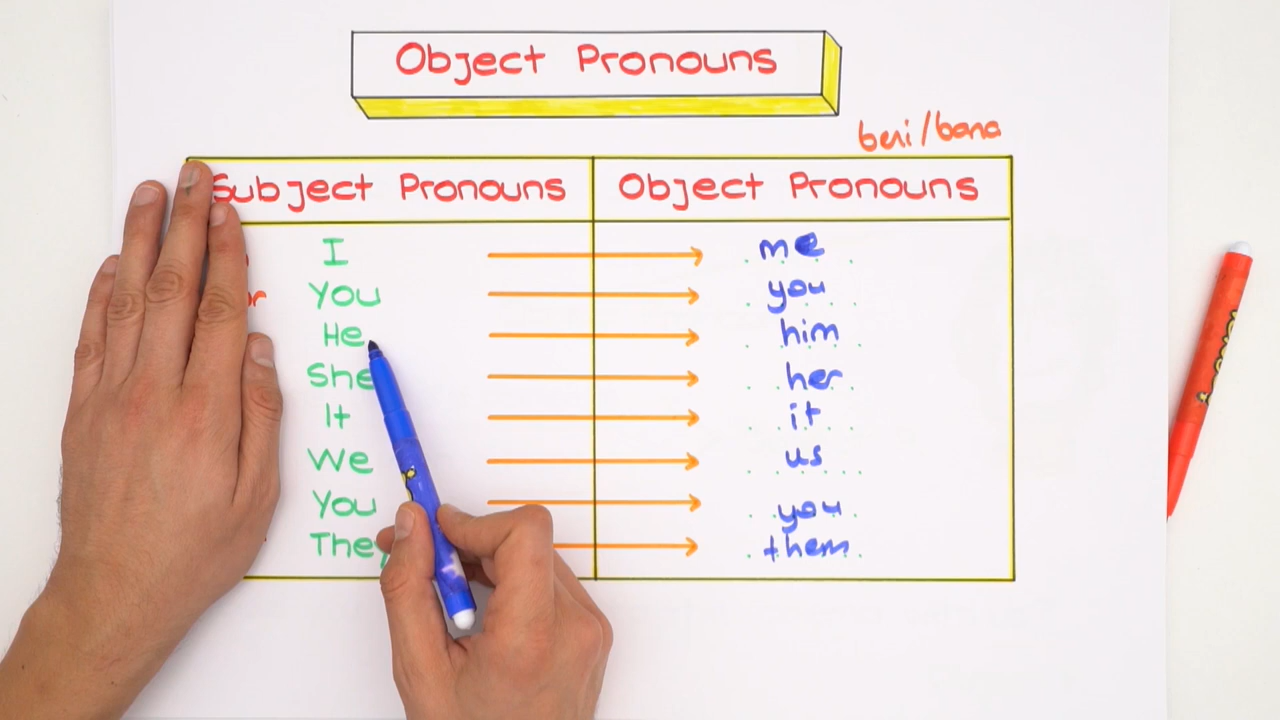 Object Pronouns
beni/bana
Subject Pronouns Object Pronouns
I me
You you
He him
She her
It it
We us
You you
They them